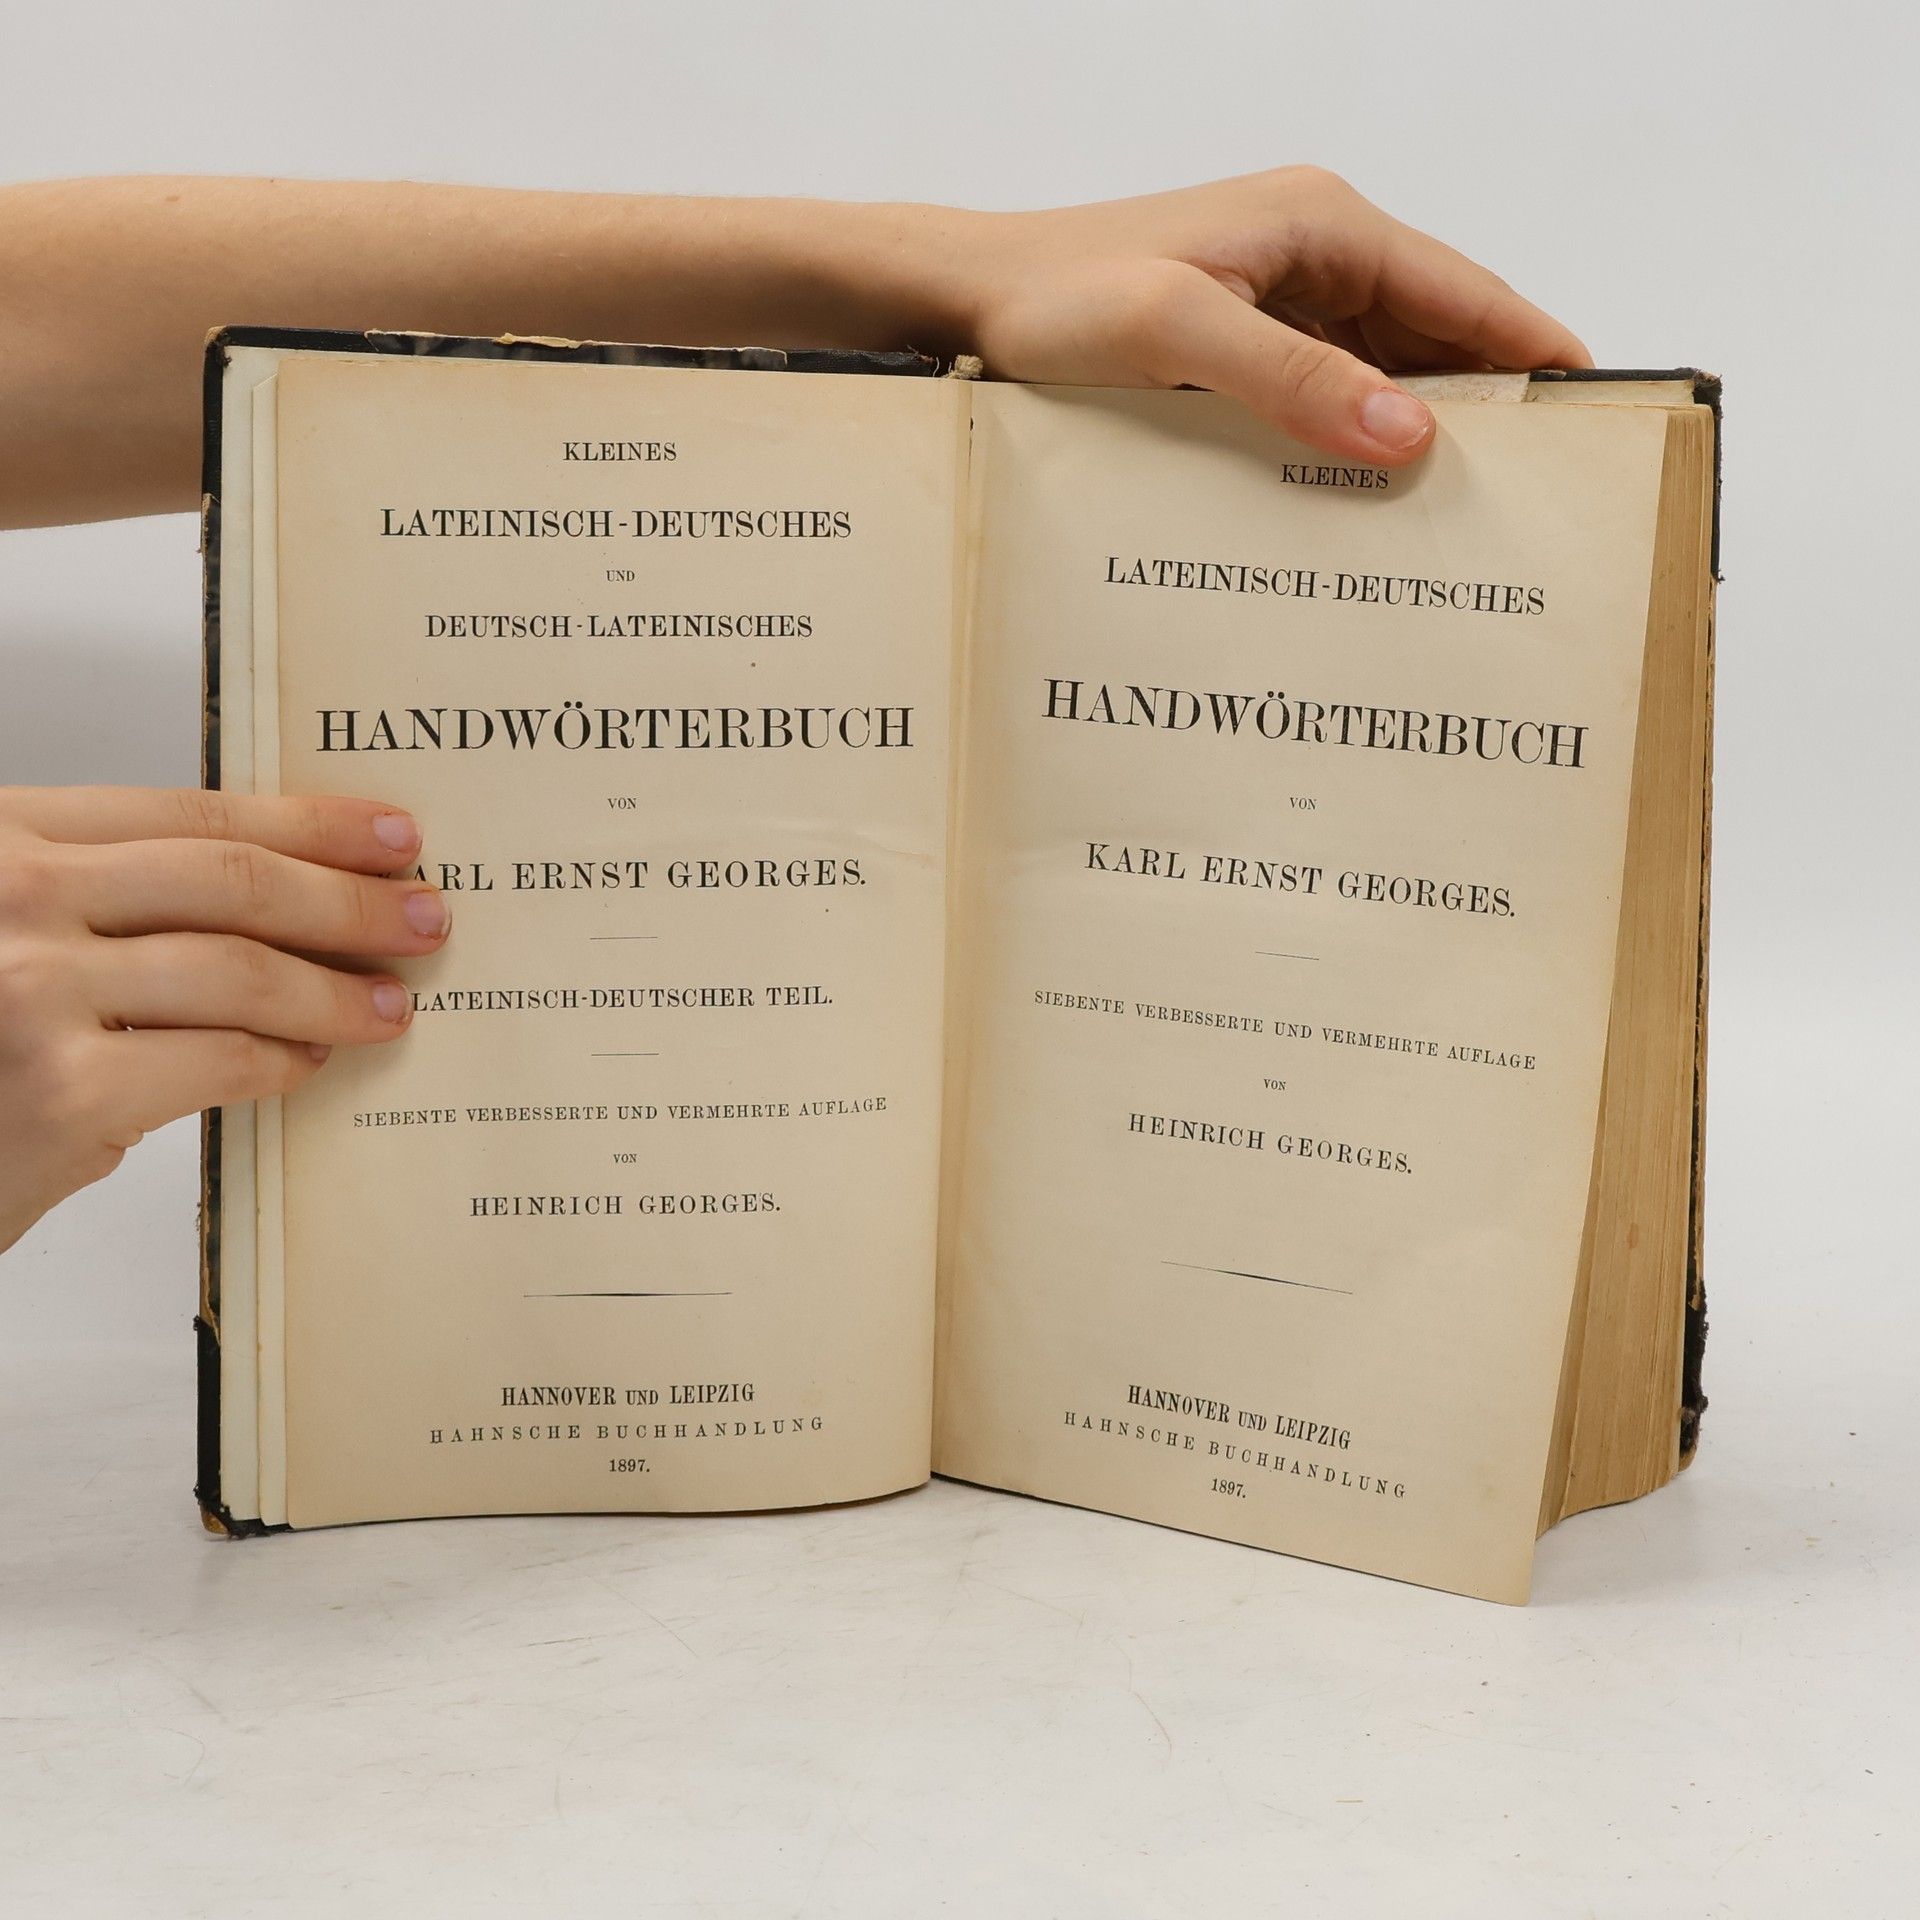 KLEINES
LATEINISCH-DEUTSCHES
UND
DEUTSCH-LATEINISCHES
HANDWÖRTERBUCH
VON
KARL ERNST GEORGES.
LATEINISCH-DEUTSCHER TEIL.
SIEBENTE VERBESSERTE UND VERMEHRTE AUFLAGE
VON
HEINRICH GEORGES.
HANNOVER UND LEIPZIG
HAHNSCHE BUCHHANDLUNG
1897.
KLEINES
LATEINISCH-DEUTSCHES
HANDWÖRTERBUCH
VON
KARL ERNST GEORGES.
SIEBENTE VERBESSERTE UND VERMEHRTE AUFLAGE
VON
HEINRICH GEORGES.
HANNOVER UND LEIPZIG
HAHNSCHE BUCHHANDLUNG
1897.